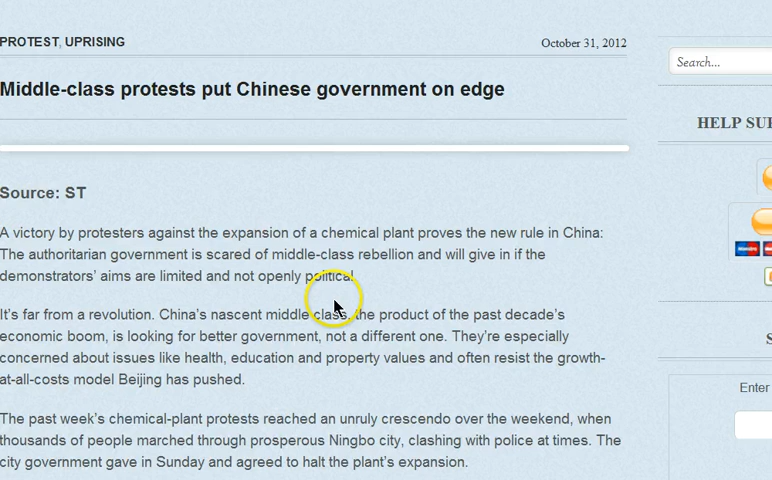 PROTEST, UPRISING
October 31, 2012
Search...
Middle-class protests put Chinese government on edge
HELP
Source: ST
A victory by protesters against the expansion of a chemical plant proves the new rule in China:
The authoritarian government is scared of middle-class rebellion and will give in if the
demonstrators' aims are limited and not openly political.
It's far from a revolution. China's nascent middle class, the product of the past decade's
economic boom, is looking for better government, not a different one. They're especially
concerned about issues like health, education and property values and often resist the growth-
at-all-costs model Beijing has pushed.
Enter
The past week's chemical-plant protests reached an unruly crescendo over the weekend, when
thousands of people marched through prosperous Ningbo city, clashing with police at times. The
city government gave in Sunday and agreed to halt the plant's expansion.